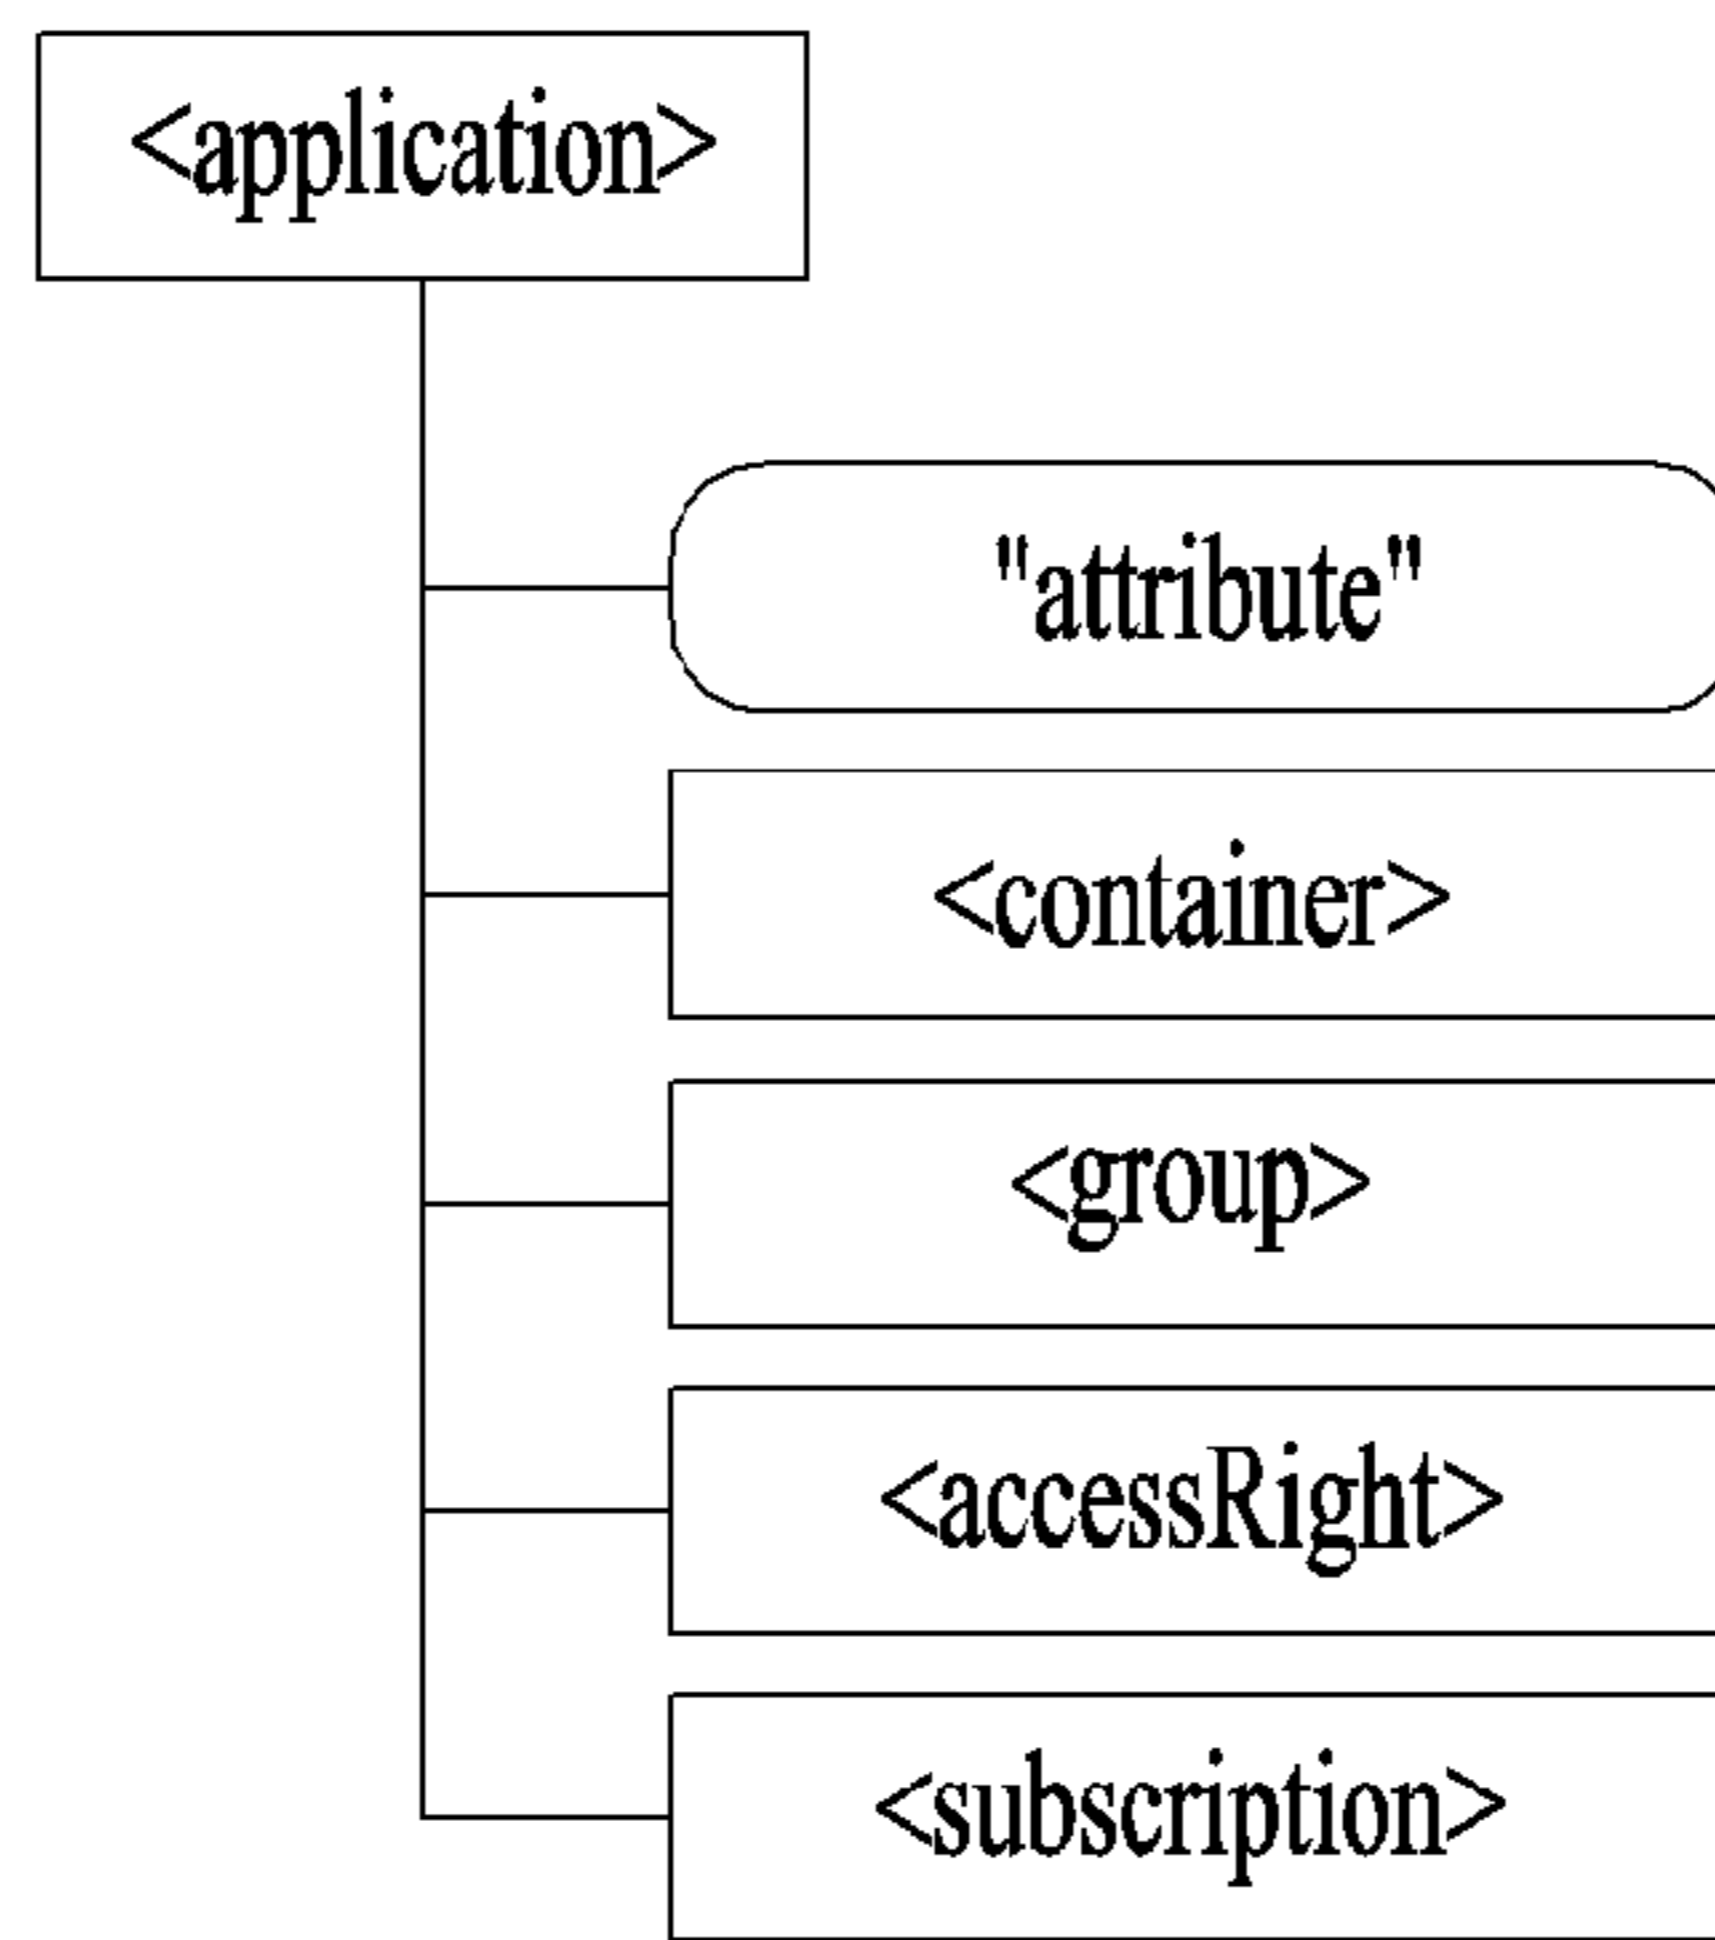 <application>
"attribute"
<container>
<group>
<accessRight>
<subscription>